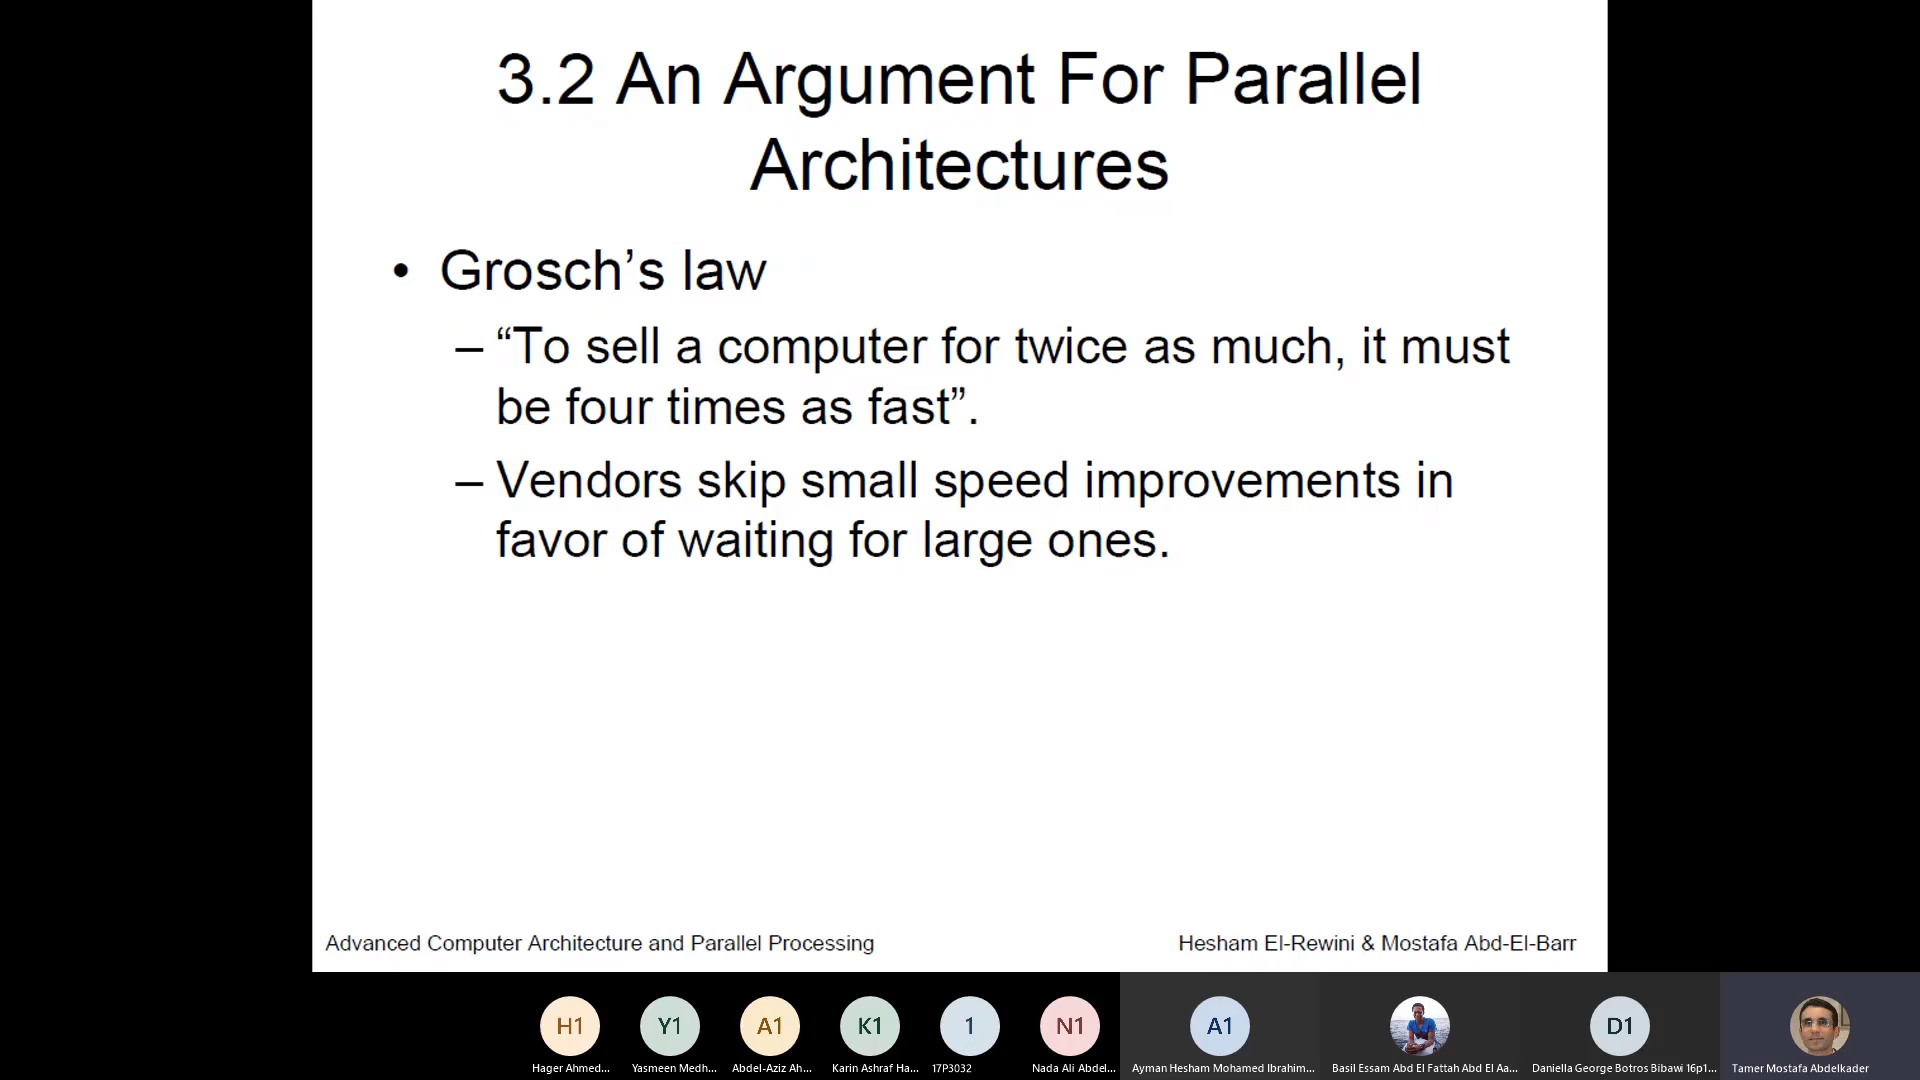 3.2 An Argument For Parallel
Architectures
• Grosch’s law
– “To sell a computer for twice as much, it must
be four times as fast”.
– Vendors skip small speed improvements in
favor of waiting for large ones.
Advanced Computer Architecture and Parallel Processing
Hesham El-Rewini & Mostafa Abd-El-Barr
H1
Y1
A1
K1
1
N1
A1
D1
Hager Ahmed...
Yasmeen Medh...
Abdel-Aziz Ah...
Karin Ashraf Ha...
17P3032
Nada Ali Abdel...
Ayman Hesham Mohamed Ibrahim...
Basil Essam Abd El Fattah Abd El Aa...
Daniella George Botros Bibawi 16p1...
Tamer Mostafa Abdelkader